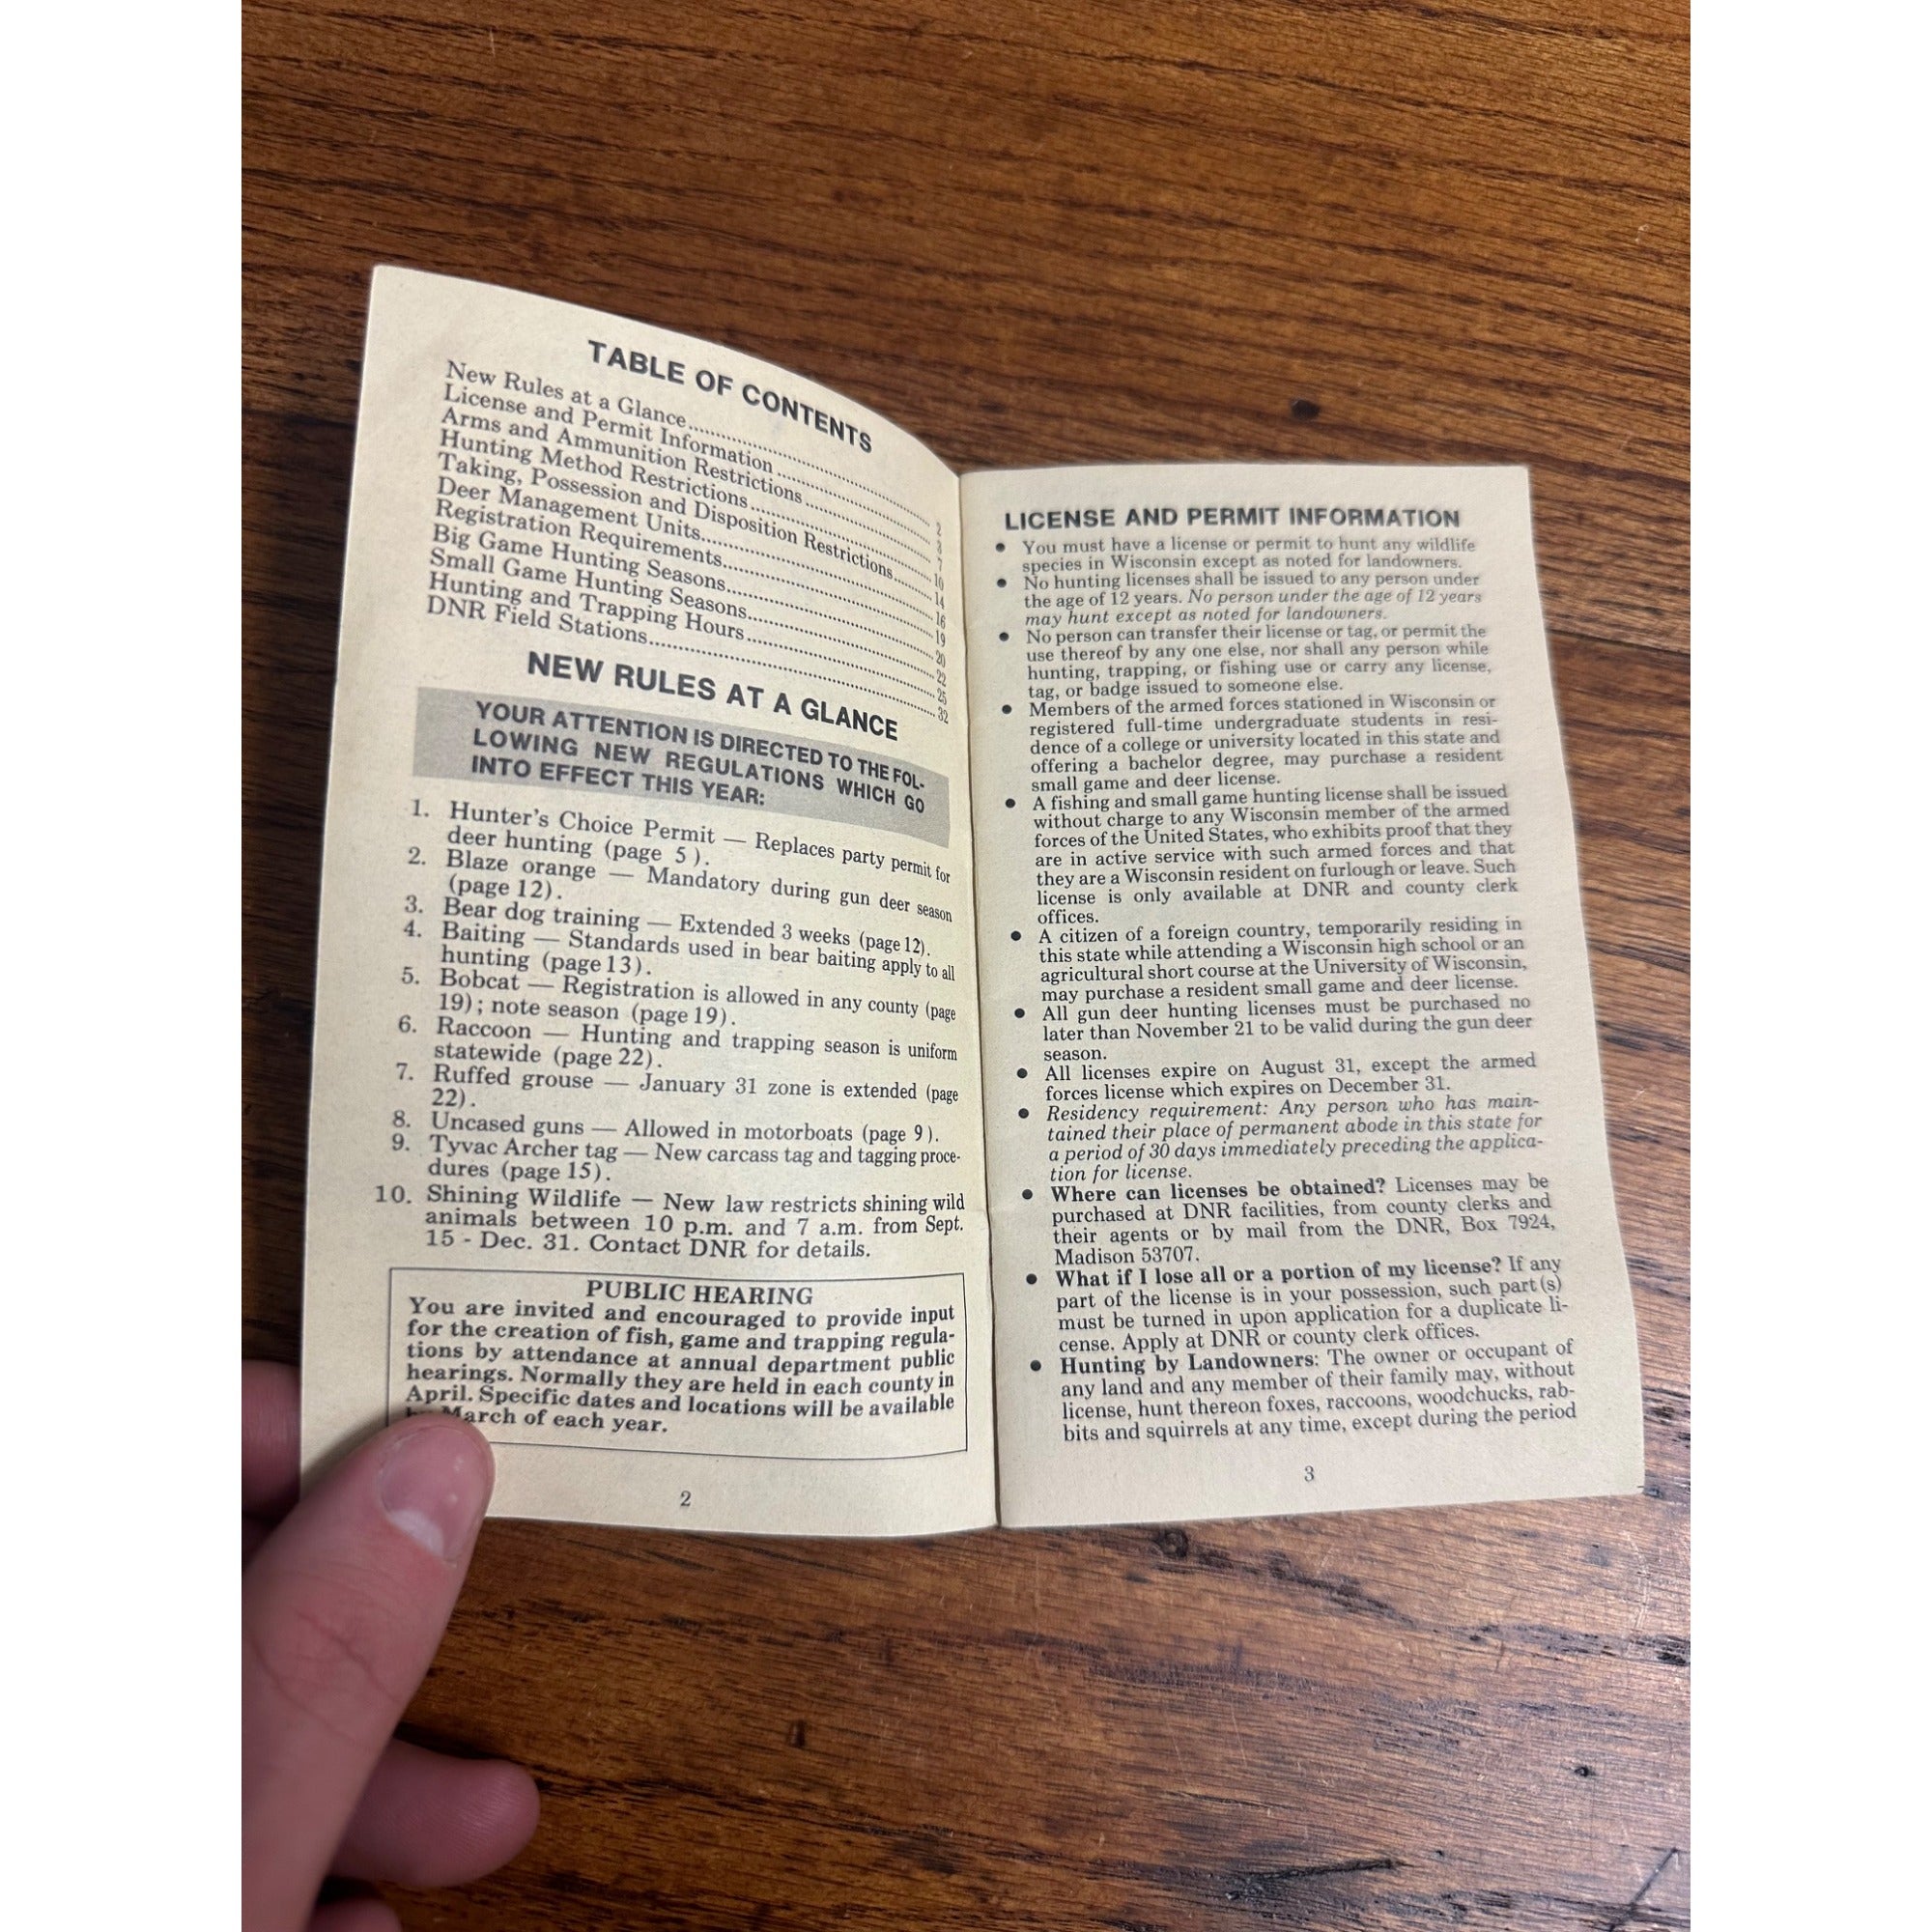 TABLE OF CONTENTS
New Rules at a Glance.............................. 2
License and Permit Information .................... 3
Arms and Ammunition Restrictions .................. 7
Hunting Method Restrictions ....................... 10
Taking, Possession and Disposition Restrictions.... 14
Deer Management Units.............................. 16
Registration Requirements.......................... 19
Big Game Hunting Seasons........................... 20
Small Game Hunting Seasons......................... 22
Hunting and Trapping Hours ........................ 25
DNR Field Stations................................. 32
NEW RULES AT A GLANCE
YOUR ATTENTION IS DIRECTED TO THE FOL-
LOWING NEW REGULATIONS WHICH GO
INTO EFFECT THIS YEAR:
1. Hunter's Choice Permit — Replaces party permit for
deer hunting (page 5 ).
2. Blaze orange — Mandatory during gun deer season
(page 12).
3. Bear dog training — Extended 3 weeks (page 12).
4. Baiting — Standards used in bear baiting apply to all
hunting (page 13).
5. Bobcat — Registration is allowed in any county (page
19); note season (page 19).
6. Raccoon — Hunting and trapping season is uniform
statewide (page 22).
7. Ruffed grouse — January 31 zone is extended (page
22).
8. Uncased guns — Allowed in motorboats (page 9 ).
9. Tyvac Archer tag — New carcass tag and tagging proce-
dures (page 15).
10. Shining Wildlife — New law restricts shining wild
animals between 10 p.m. and 7 a.m. from Sept.
15 - Dec. 31. Contact DNR for details.
PUBLIC HEARING
You are invited and encouraged to provide input
for the creation of fish, game and trapping regula-
tions by attendance at annual department public
hearings. Normally they are held in each county in
April. Specific dates and locations will be available
by March of each year.
2
LICENSE AND PERMIT INFORMATION
● You must have a license or permit to hunt any wildlife
species in Wisconsin except as noted for landowners.
● No hunting licenses shall be issued to any person under
the age of 12 years. No person under the age of 12 years
may hunt except as noted for landowners.
● No person can transfer their license or tag, or permit the
use thereof by any one else, nor shall any person while
hunting, trapping, or fishing use or carry any license,
tag, or badge issued to someone else.
● Members of the armed forces stationed in Wisconsin or
registered full-time undergraduate students in resi-
dence of a college or university located in this state and
offering a bachelor degree, may purchase a resident
small game and deer license.
● A fishing and small game hunting license shall be issued
without charge to any Wisconsin member of the armed
forces of the United States, who exhibits proof that they
are in active service with such armed forces and that
they are a Wisconsin resident on furlough or leave. Such
license is only available at DNR and county clerk
offices.
● A citizen of a foreign country, temporarily residing in
this state while attending a Wisconsin high school or an
agricultural short course at the University of Wisconsin,
may purchase a resident small game and deer license.
● All gun deer hunting licenses must be purchased no
later than November 21 to be valid during the gun deer
season.
● All licenses expire on August 31, except the armed
forces license which expires on December 31.
● Residency requirement: Any person who has main-
tained their place of permanent abode in this state for
a period of 30 days immediately preceding the applica-
tion for license.
● Where can licenses be obtained? Licenses may be
purchased at DNR facilities, from county clerks and
their agents or by mail from the DNR, Box 7924,
Madison 53707.
● What if I lose all or a portion of my license? If any
part of the license is in your possession, such part(s)
must be turned in upon application for a duplicate li-
cense. Apply at DNR or county clerk offices.
● Hunting by Landowners: The owner or occupant of
any land and any member of their family may, without
license, hunt thereon foxes, raccoons, woodchucks, rab-
bits and squirrels at any time, except during the period
3